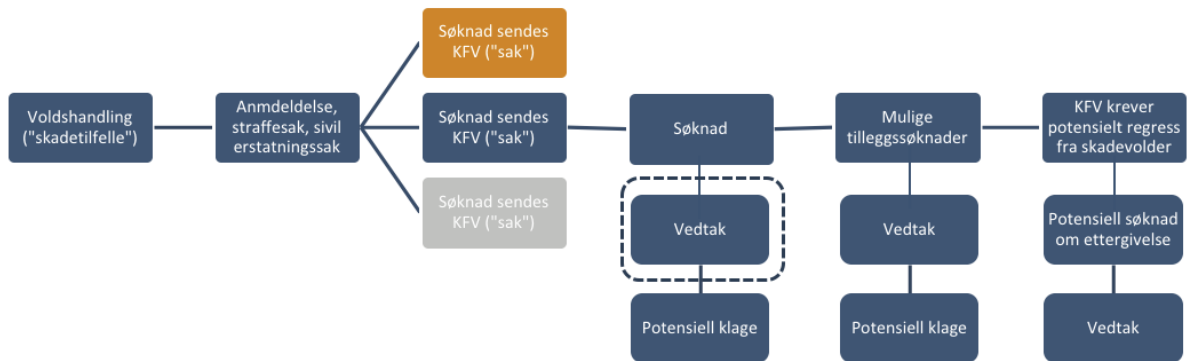 Voldshandling
("skadetilfelle")
Anmdeldelse,
straffesak, sivil
erstatningssak
Søknad sendes
KFV ("sak")
Søknad sendes
KFV ("sak")
Søknad sendes
KFV ("sak")
Søknad
Vedtak
Potensiell klage
Mulige
tilleggssøknader
Vedtak
Potensiell klage
KFV krever
potensielt regress
fra skadevolder
Potensiell søknad
om ettergivelse
Vedtak